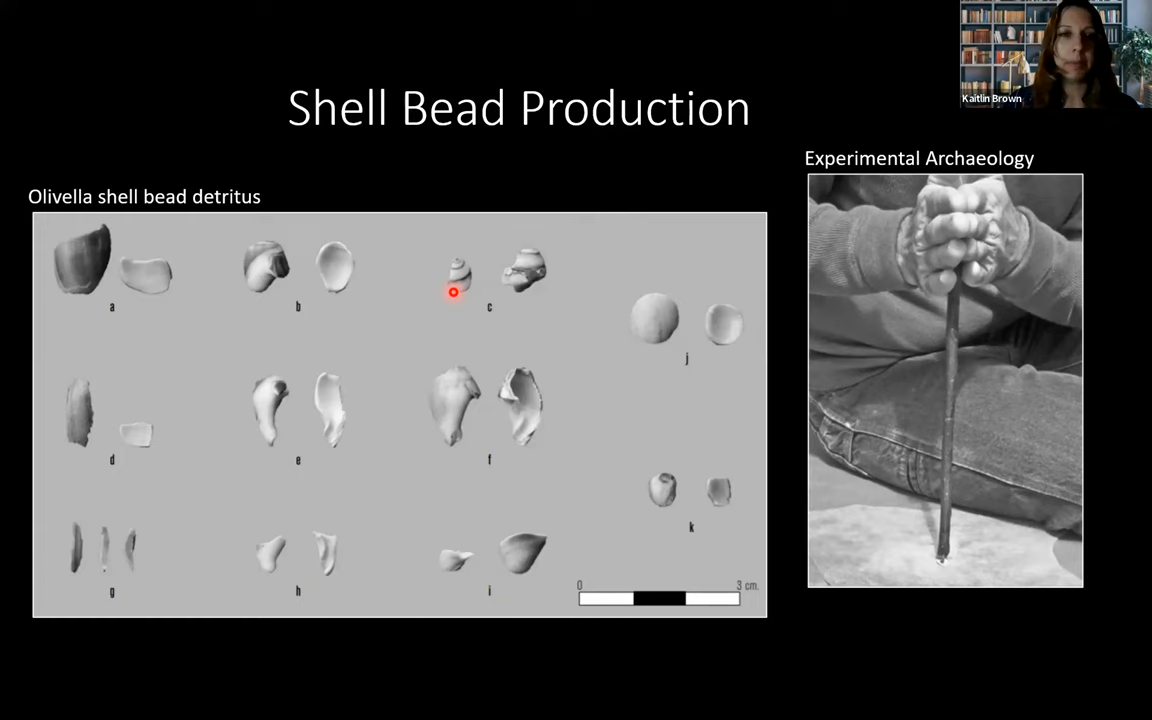 Kaitlin Brown
Shell Bead Production
Experimental Archaeology
Olivella shell bead detritus
a
b
c
j
d
e
f
k
g
h
i
0
3 cm.